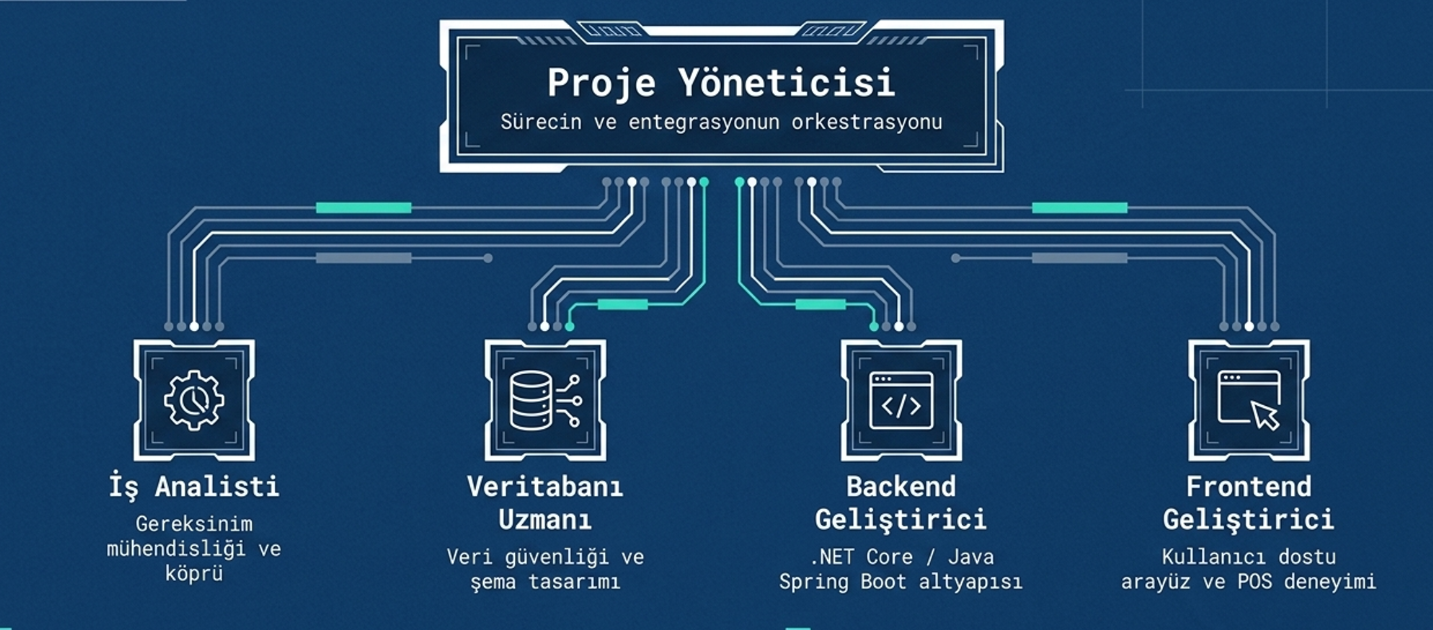 Proje Yöneticisi
Sürecin ve entegrasyonun orkestrasyonu
İş Analisti
Gereksinim
mühendisliği ve
köprü
Veritabanı
Uzmanı
Veri güvenliği ve
şema tasarımı
Backend
Geliştirici
.NET Core / Java
Spring Boot altyapısı
Frontend
Geliştirici
Kullanıcı dostu
arayüz ve POS deneyimi